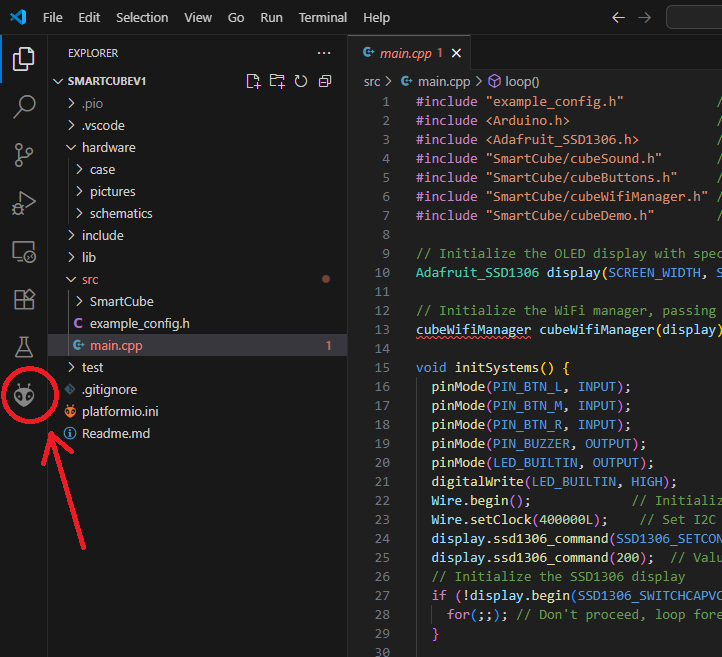 File Edit Selection View Go Run Terminal Help
EXPLORER
SMARTCUBEV1
.pio
.vscode
hardware
case
pictures
schematics
include
lib
src
SmartCube
C example_config.h
main.cpp 1
test
.gitignore
platformio.ini
Readme.md
main.cpp 1
src > main.cpp > loop()
1 #include "example_config.h" /
2 #include <Arduino.h> /
3 #include <Adafruit_SSD1306.h> /
4 #include "SmartCube/cubeSound.h" /
5 #include "SmartCube/cubeButtons.h" /
6 #include "SmartCube/cubeWifiManager.h" /
7 #include "SmartCube/cubeDemo.h" /
8
9 // Initialize the OLED display with spec
10 Adafruit_SSD1306 display(SCREEN_WIDTH, S
11
12 // Initialize the WiFi manager, passing
13 cubeWifiManager cubeWifiManager(display)
14
15 void initSystems() {
16 pinMode(PIN_BTN_L, INPUT);
17 pinMode(PIN_BTN_M, INPUT);
18 pinMode(PIN_BTN_R, INPUT);
19 pinMode(PIN_BUZZER, OUTPUT);
20 pinMode(LED_BUILTIN, OUTPUT);
21 digitalWrite(LED_BUILTIN, HIGH);
22 Wire.begin(); // Initializ
23 Wire.setClock(400000L); // Set I2C
24 display.ssd1306_command(SSD1306_SETCON
25 display.ssd1306_command(200); // Valu
26 // Initialize the SSD1306 display
27 if (!display.begin(SSD1306_SWITCHCAPVC
28 for(;;); // Don't proceed, loop fore
29 }
30